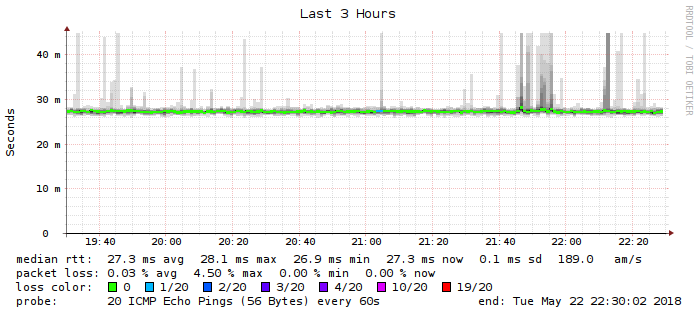 Last 3 Hours
RRDTOOL / TOBI OETIKER
Seconds
40 m
30 m
20 m
10 m
0
19:40 20:00 20:20 20:40 21:00 21:20 21:40 22:00 22:20
median rtt: 27.3 ms avg 28.1 ms max 26.9 ms min 27.3 ms now 0.1 ms sd 189.0 am/s
packet loss: 0.03 % avg 4.50 % max 0.00 % min 0.00 % now
loss color: 0 1/20 2/20 3/20 4/20 10/20 19/20
probe: 20 ICMP Echo Pings (56 Bytes) every 60s end: Tue May 22 22:30:02 2018